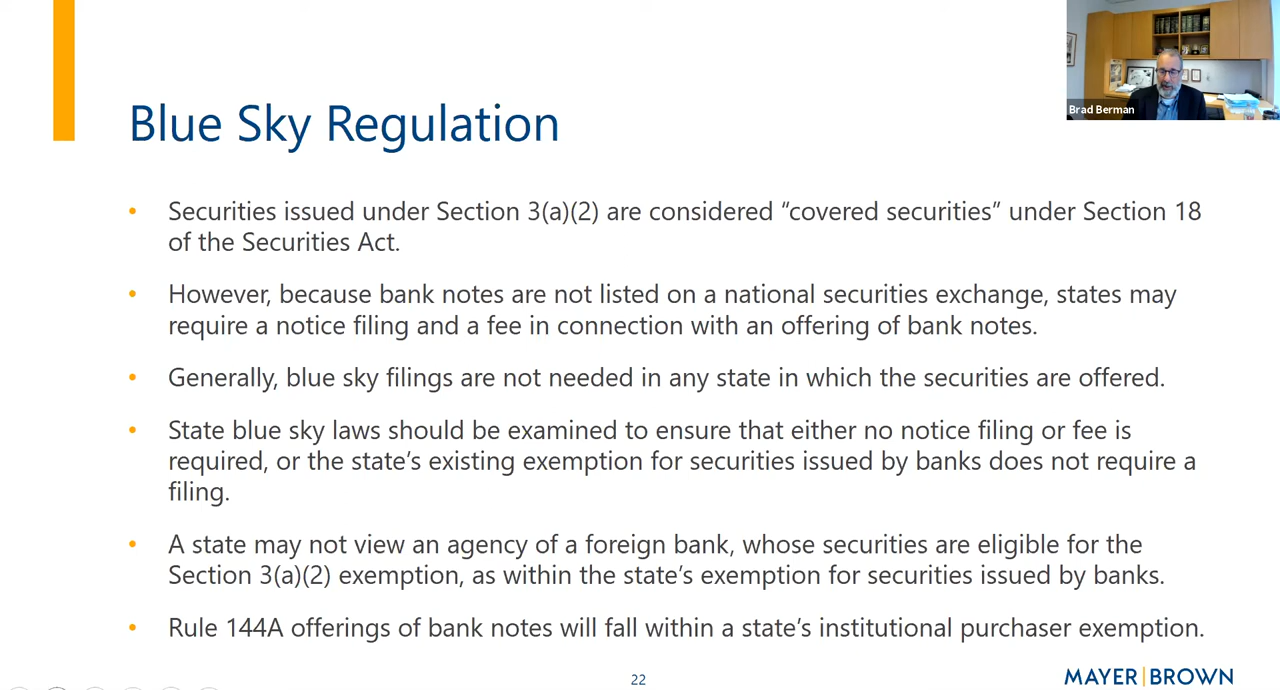 Brad Berman
Blue Sky Regulation
• Securities issued under Section 3(a)(2) are considered “covered securities” under Section 18
of the Securities Act.
• However, because bank notes are not listed on a national securities exchange, states may
require a notice filing and a fee in connection with an offering of bank notes.
• Generally, blue sky filings are not needed in any state in which the securities are offered.
• State blue sky laws should be examined to ensure that either no notice filing or fee is
required, or the state’s existing exemption for securities issued by banks does not require a
filing.
• A state may not view an agency of a foreign bank, whose securities are eligible for the
Section 3(a)(2) exemption, as within the state’s exemption for securities issued by banks.
• Rule 144A offerings of bank notes will fall within a state’s institutional purchaser exemption.
22
MAYER|BROWN